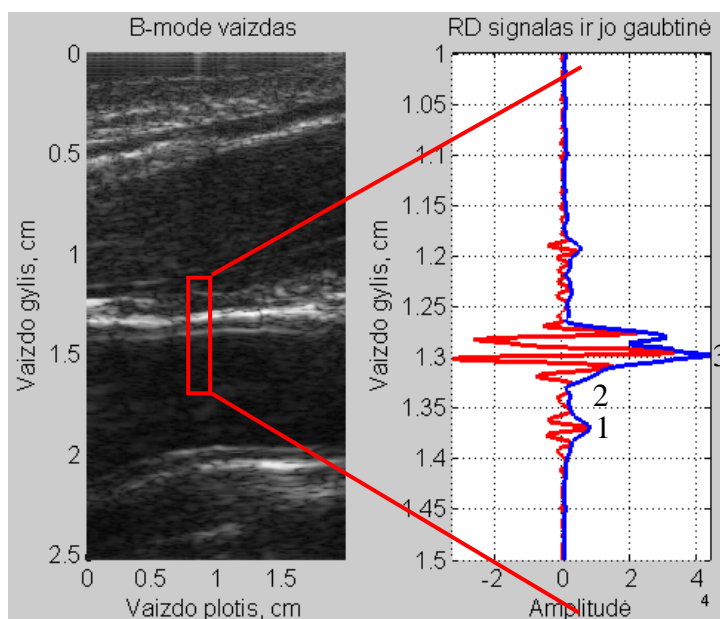 B-mode vaizdas
0
0.5
1
1.5
2
2.5
Vaizdo gylis, cm
0 0.5 1 1.5
Vaizdo plotis, cm
RD signalas ir jo gaubtinė
1
1.05
1.1
1.15
1.2
1.25
1.3
1.35
1.4
1.45
1.5
Vaizdo gylis, cm
3
2
1
-2 0 2 4
4
Amplitudė